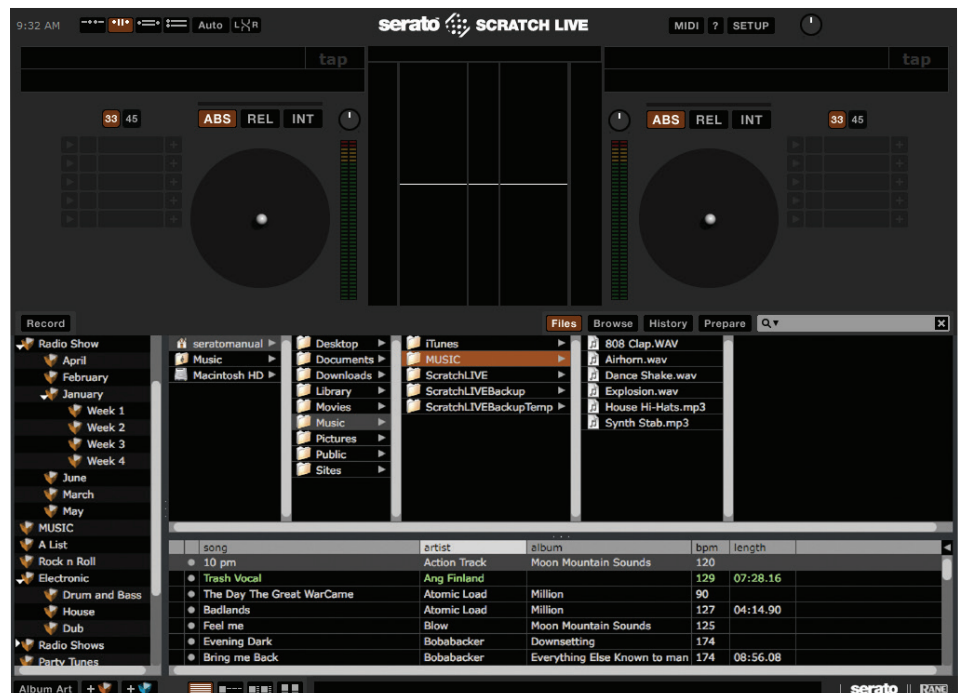 9:32 AM Auto L R serato SCRATCH LIVE MIDI ? SETUP
tap tap
33 45 ABS REL INT ABS REL INT 33 45
Record Files Browse History Prepare
Radio Show
April
February
January
Week 1
Week 2
Week 3
Week 4
June
March
May
MUSIC
A List
Rock n Roll
Electronic
Drum and Bass
House
Dub
Radio Shows
Party Tunes
seratomanual
Music
Macintosh HD
Desktop
Documents
Downloads
Library
Movies
Music
Pictures
Public
Sites
iTunes
MUSIC
ScratchLIVE
ScratchLIVEBackup
ScratchLIVEBackupTemp
808 Clap.WAV
Airhorn.wav
Dance Shake.wav
Explosion.wav
House Hi-Hats.mp3
Synth Stab.mp3
song artist album bpm length
10 pm Action Track Moon Mountain Sounds 120
Trash Vocal Ang Finland 129 07:28.16
The Day The Great WarCame Atomic Load Million 90
Badlands Atomic Load Million 127 04:14.90
Feel me Blow Moon Mountain Sounds 125
Evening Dark Bobabacker Downsetting 174
Bring me Back Bobabacker Everything Else Known to man 174 08:56.08
Album Art serato RANE